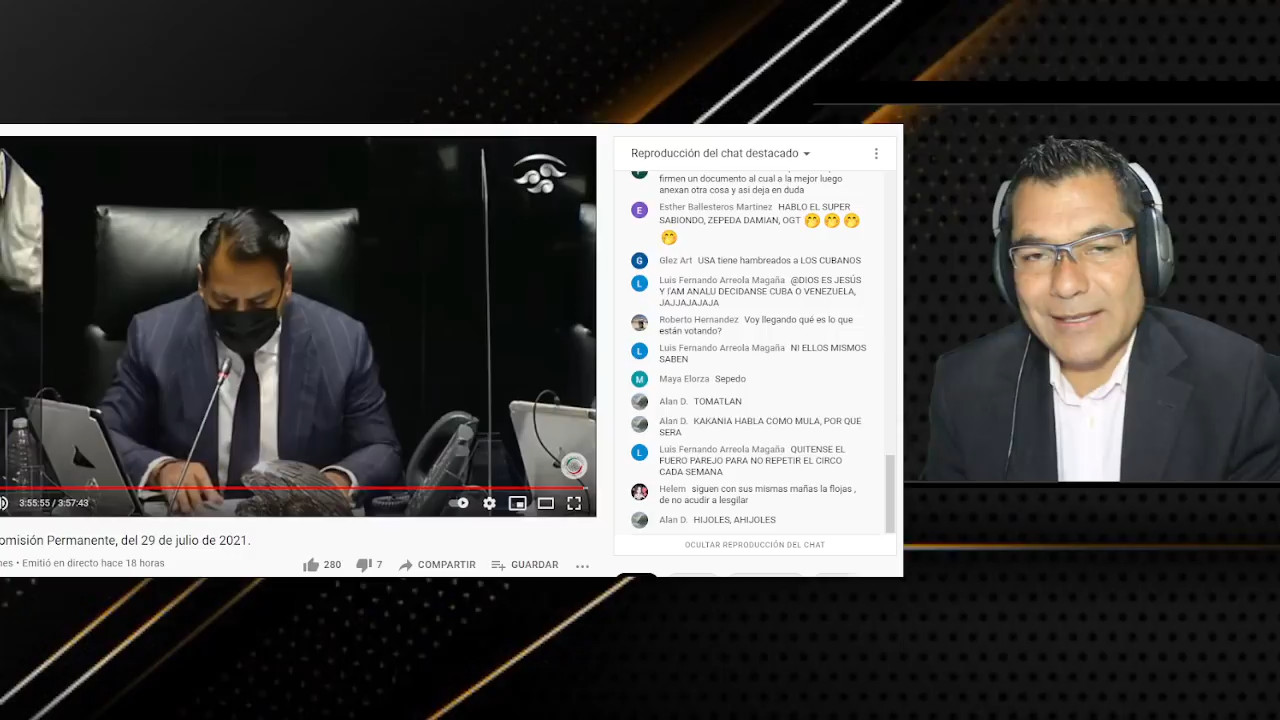 Reproducción del chat destacado
firmen un documento al cual a la mejor luego
anexan otra cosa y asi deja en duda
E
Esther Ballesteros Martinez HABLO EL SUPER
SABIONDO, ZEPEDA DAMIAN, OGT
G
Glez Art USA tiene hambreados a LOS CUBANOS
L
Luis Fernando Arreola Magaña @DIOS ES JESÚS
Y I'AM ANALU DECIDANSE CUBA O VENEZUELA,
JAJJAJAJAJA
Roberto Hernandez Voy llegando qué es lo que
están votando?
L
Luis Fernando Arreola Magaña NI ELLOS MISMOS
SABEN
M
Maya Elorza Sepedo
Alan D. TOMATLAN
Alan D. KAKANIA HABLA COMO MULA, POR QUE
SERA
L
Luis Fernando Arreola Magaña QUITENSE EL
FUERO PAREJO PARA NO REPETIR EL CIRCO
CADA SEMANA
Helem siguen con sus mismas mañas la flojas ,
de no acudir a lesgilar
Alan D. HIJOLES, AHIJOLES
OCULTAR REPRODUCCIÓN DEL CHAT
3:55:55 / 3:57:43
omisión Permanente, del 29 de julio de 2021.
nes • Emitió en directo hace 18 horas
280
7
COMPARTIR
GUARDAR